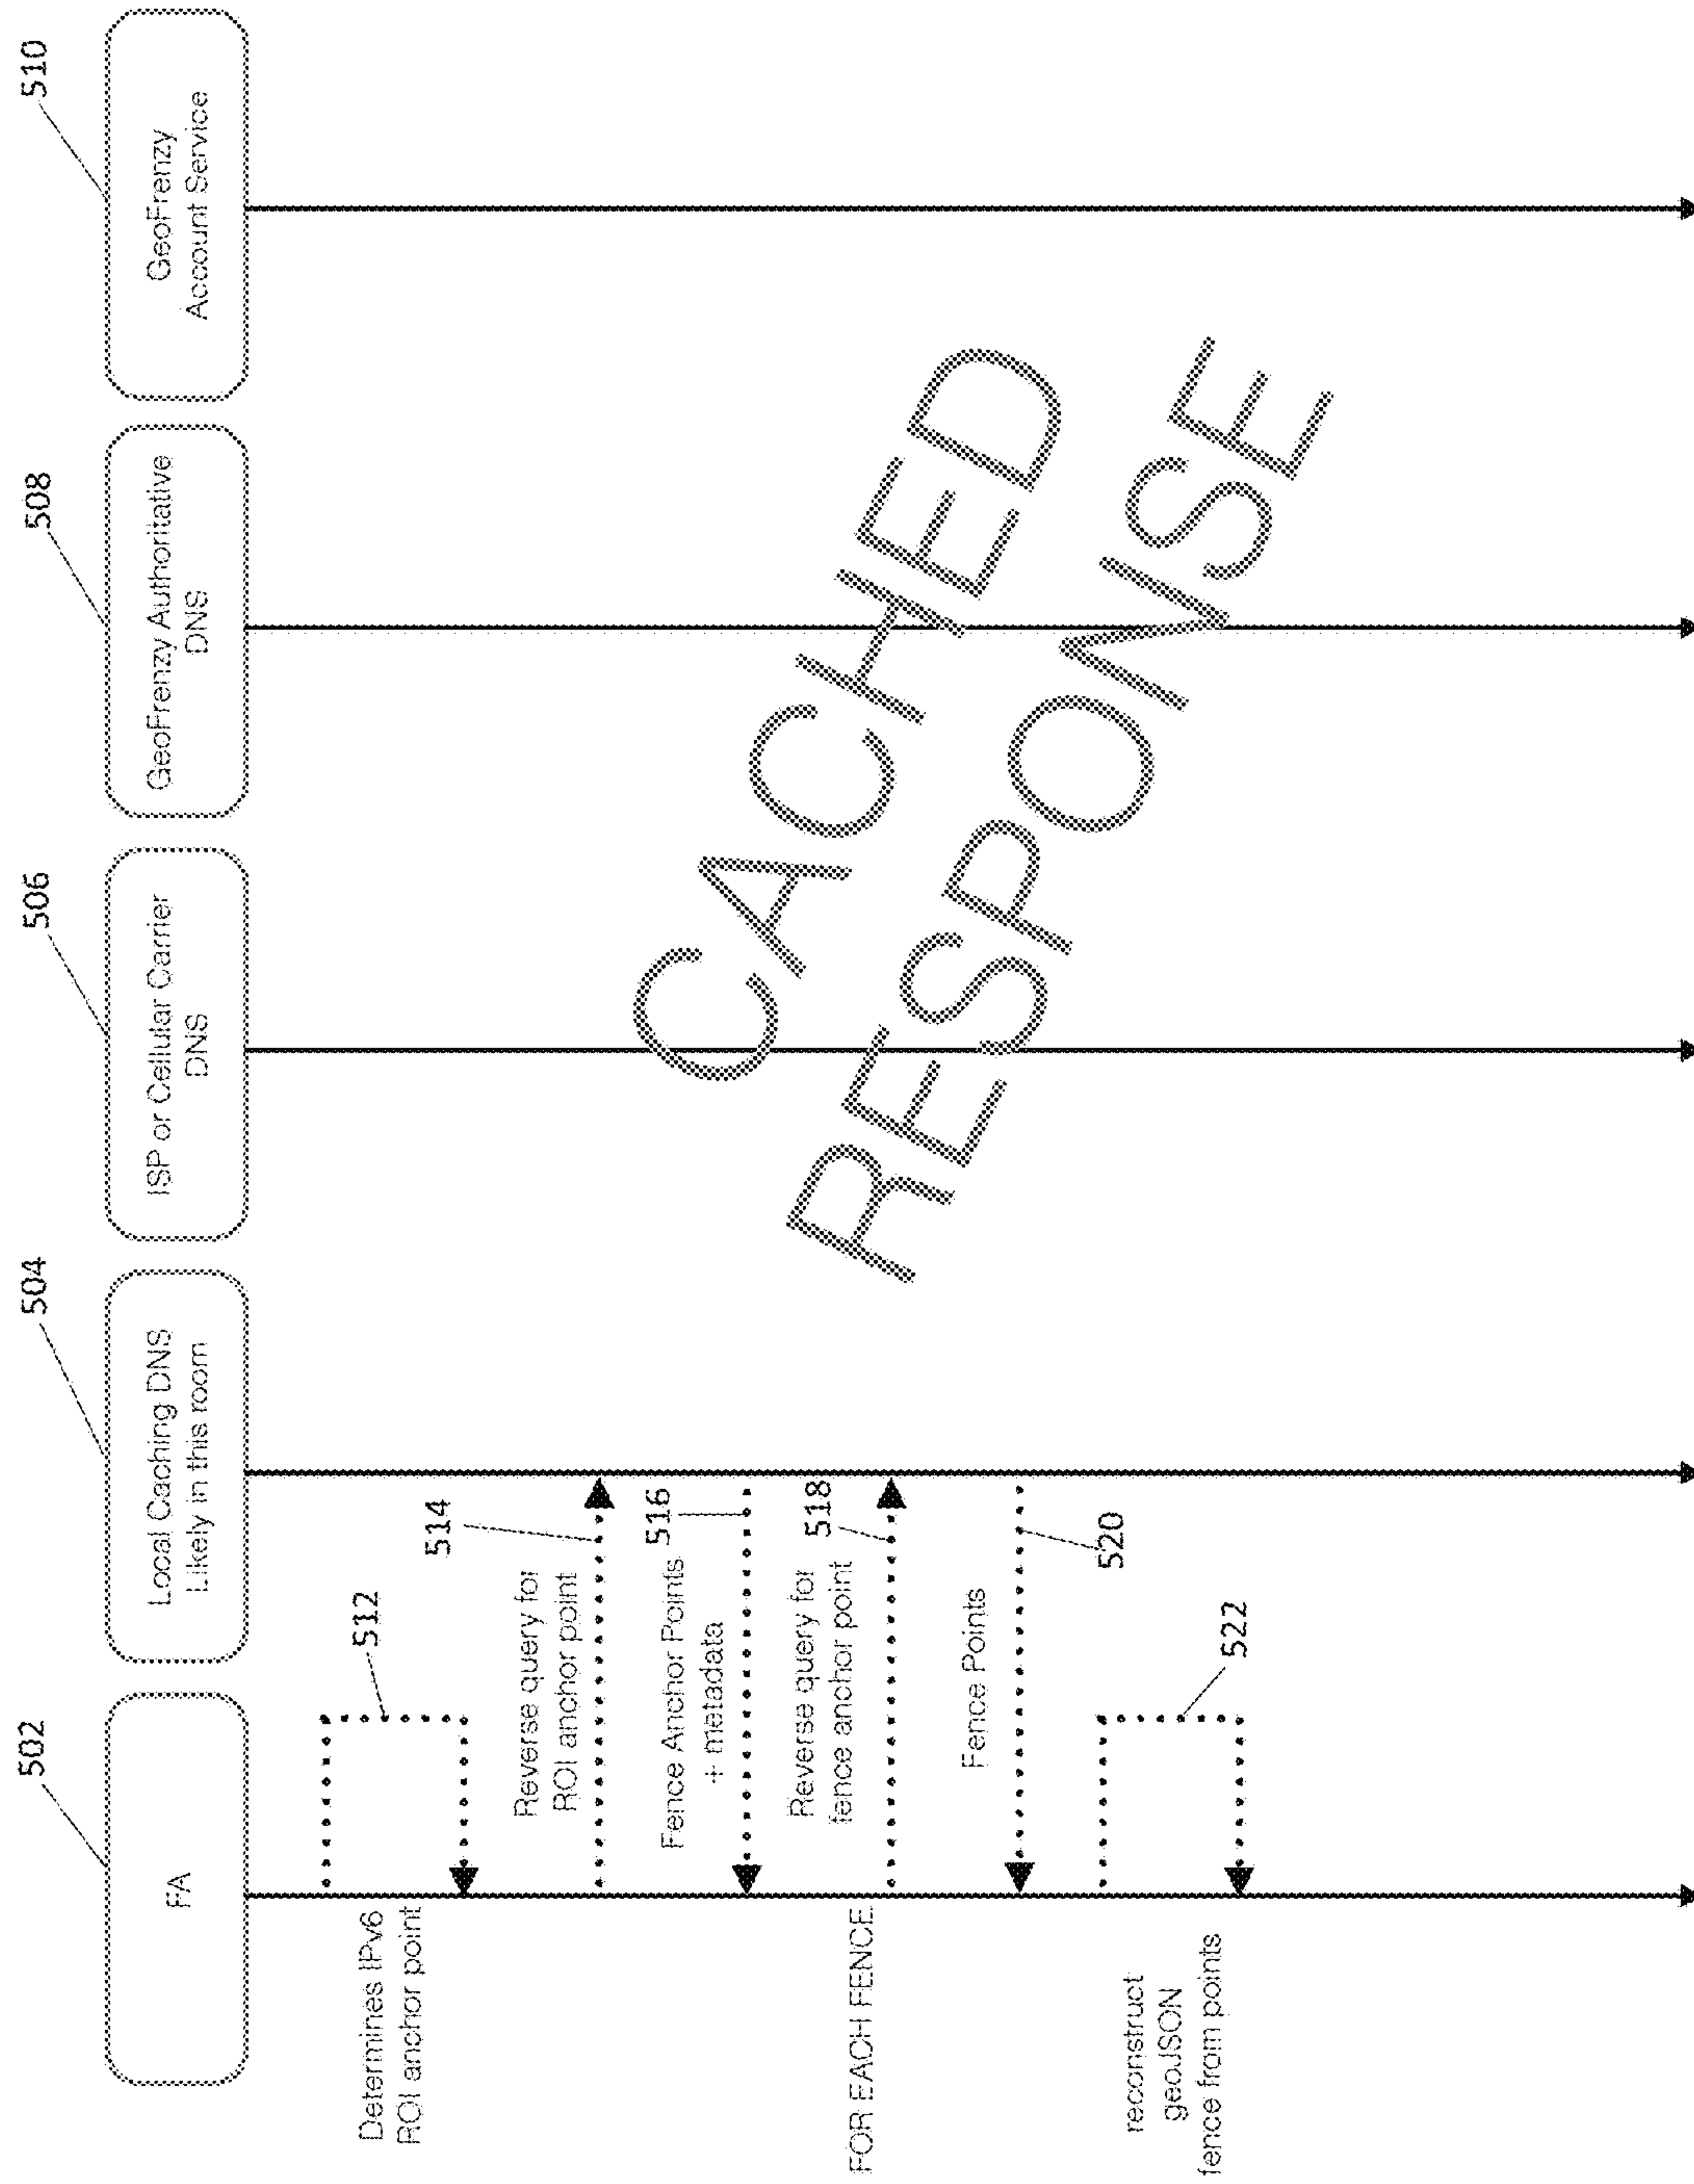 502
504
506
508
510
FA
Local Caching DNS
Likely in this room
ISP or Cellular Carrier
DNS
GeoFrenzy Authoritative
DNS
GeoFrenzy
Account Service
Determines IPv6
ROI anchor point
512
Reverse query for
ROI anchor point
514
Fence Anchor Points
+ metadata
516
FOR EACH FENCE
Reverse query for
fence anchor point
518
Fence Points
520
reconstruct
geoJSON
fence from points
522
CACHED
RESPONSE